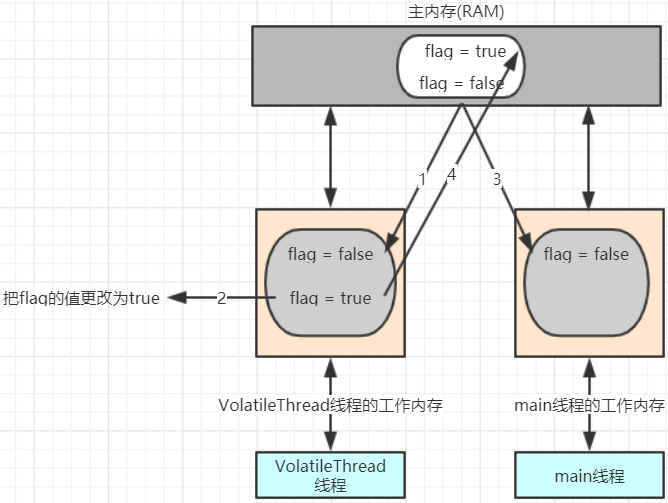 主内存(RAM)
flag = true
flag = false
1
4
3
flag = false
flag = false
把flag的值更改为true
2
flag = true
VolatileThread线程的工作内存
main线程的工作内存
VolatileThread
线程
main线程